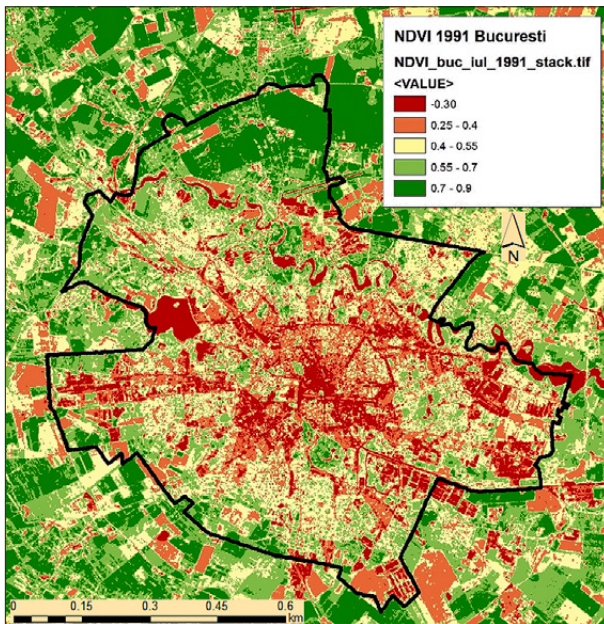 NDVI 1991 Bucuresti
NDVI_buc_iul_1991_stack.tif
<VALUE>
-0.30
0.25 - 0.4
0.4 - 0.55
0.55 - 0.7
0.7 - 0.9
N
0 0.15 0.3 0.45 0.6
km